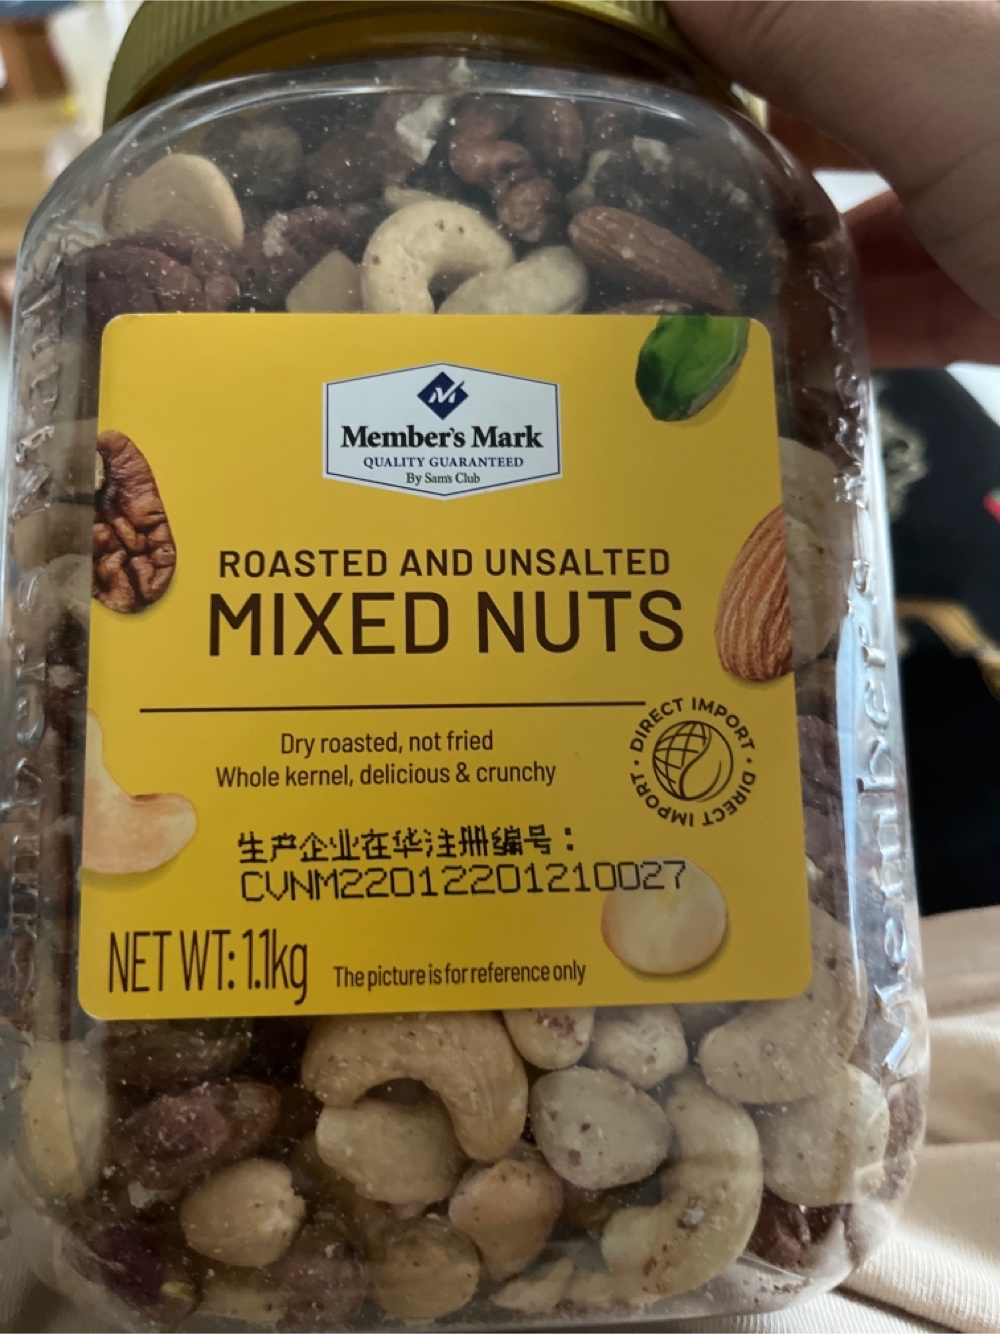 Member's Mark
QUALITY GUARANTEED
By Sam's Club
ROASTED AND UNSALTED
MIXED NUTS
DIRECT IMPORT · DIRECT IMPORT ·
Dry roasted, not fried
Whole kernel, delicious & crunchy
生产企业在华注册编号：
CVNM22012201210027
NET WT: 1.1kg
The picture is for reference only
Member's